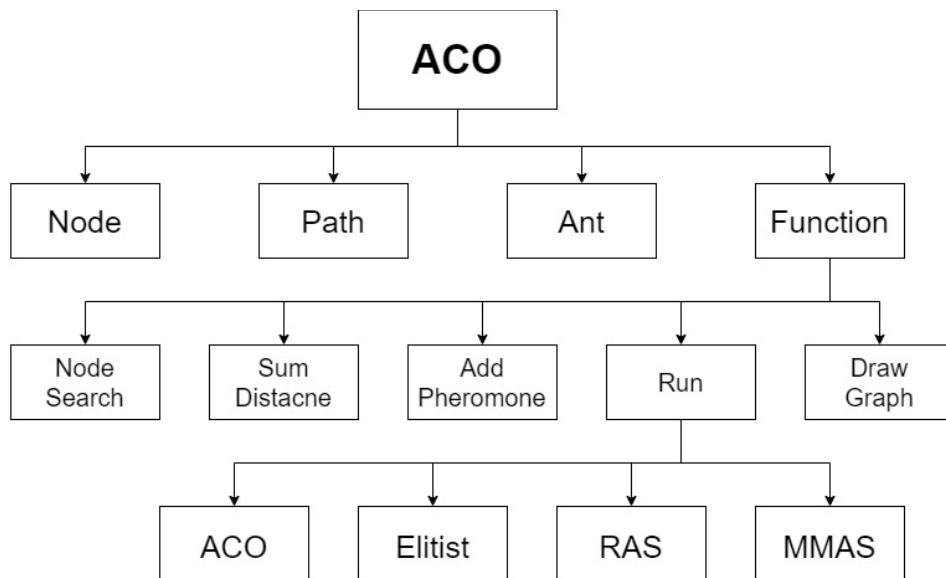 ACO
Node
Path
Ant
Function
Node
Search
Sum
Distacne
Add
Pheromone
Run
Draw
Graph
ACO
Elitist
RAS
MMAS